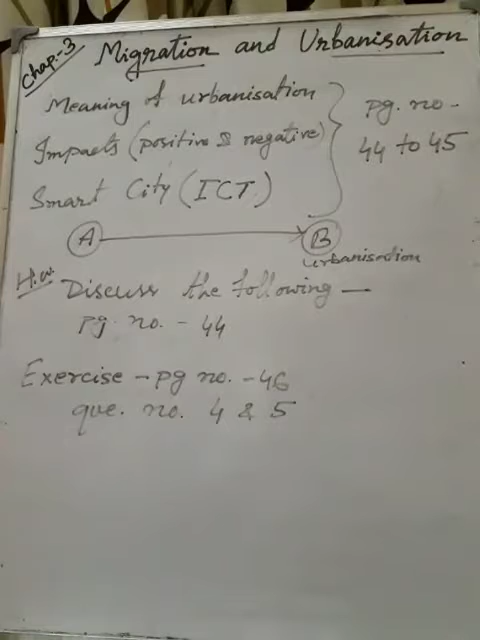 Chap:-3 Migration and Urbanisation
Meaning of urbanisation
Impacts (positive & negative)
Smart City (ICT)
pg. no -
44 to 45
A B
Urbanisation
H.W. Discuss the following —
pg. no. - 44
Exercise - pg no. - 46
que. no. 4 & 5